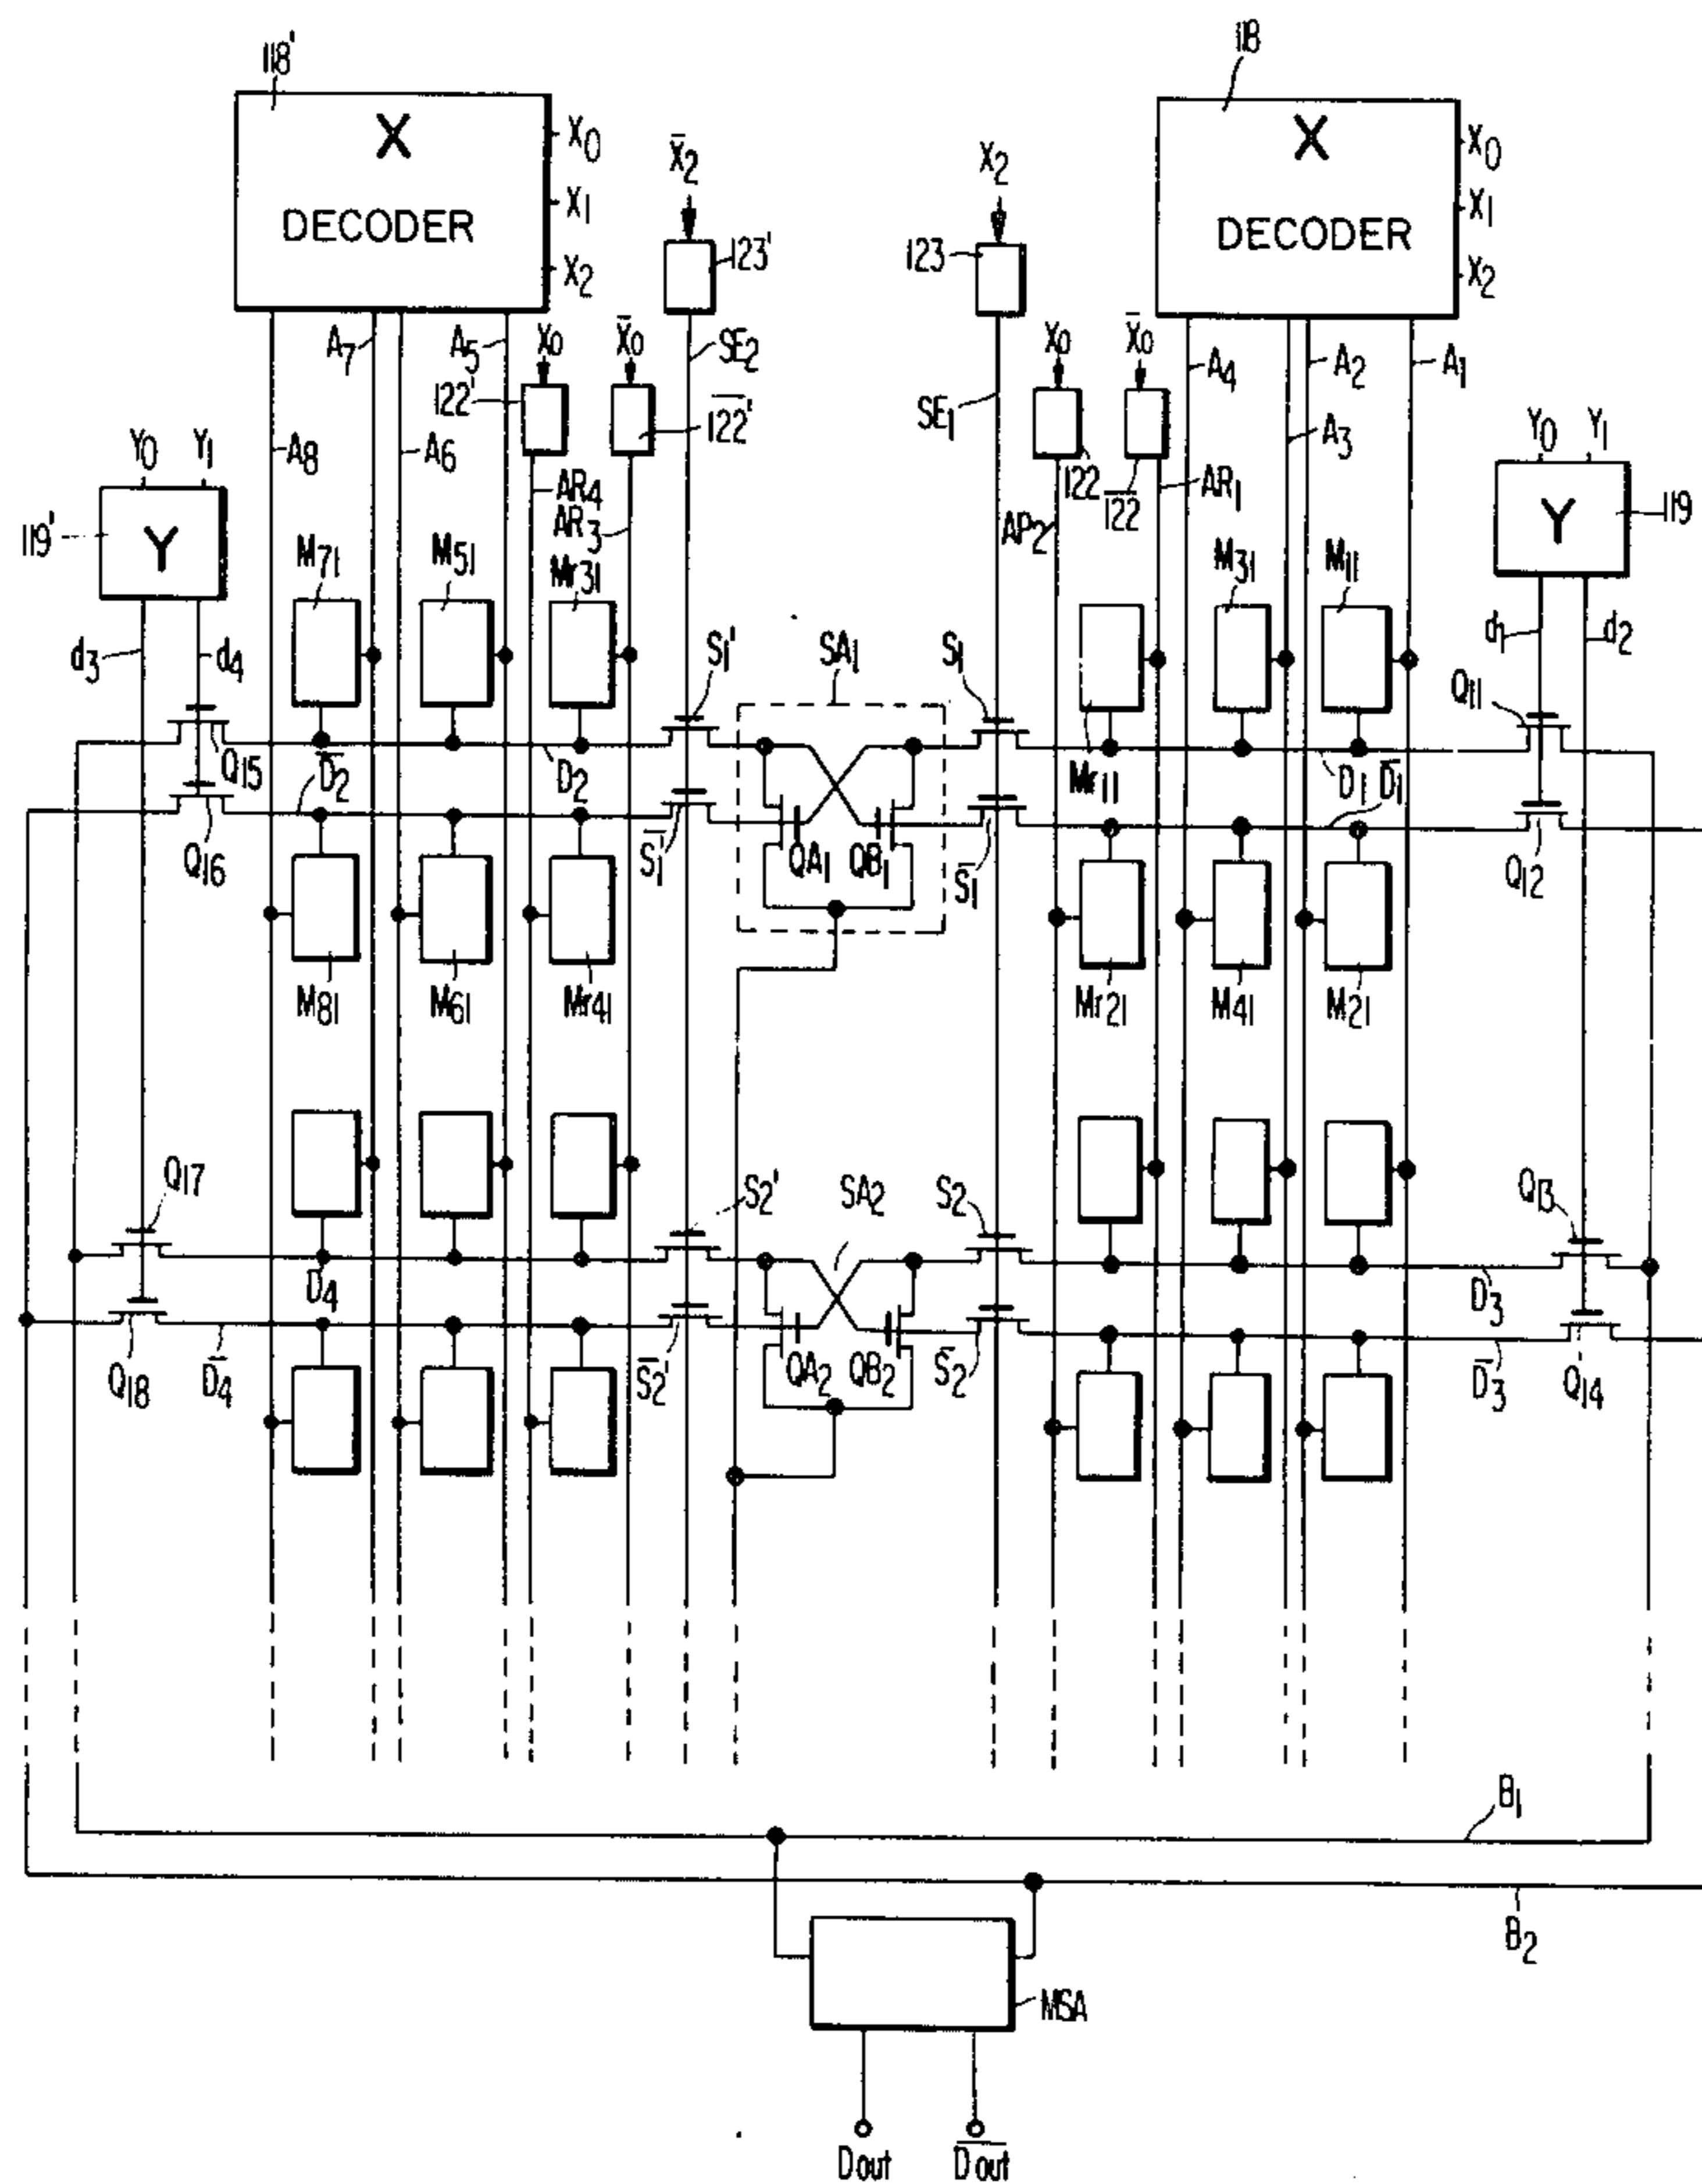 118'
118
X
DECODER
X0
X1
X2
X̄2
X2
X
DECODER
X0
X1
X2
123'
123
A7
A5
X0
X̄0
SE2
X0
X̄0
A4
A2
A1
122'
1̅2̅2̅'
SE1
A3
Y0
Y1
A8
A6
AR4
AR3
122
1̅2̅2̅
AR1
Y0
Y1
119'
Y
AP2
Y
119
M71
M51
Mr31
M31
M11
d3
d4
S1'
SA1
S1
d1
d2
Q11
Q15
D̄2
D2
Mr11
D1
D̄1
Q16
S̄1'
QA1
QB1
S̄1
Q12
M81
M61
Mr41
Mr21
M41
M21
Q17
S2'
SA2
S2
Q13
D4
D3
Q18
D̄4
S̄2'
QA2
QB2
S̄2
D̄3
Q14
B1
B2
MSA
Dout
D̅o̅u̅t̅